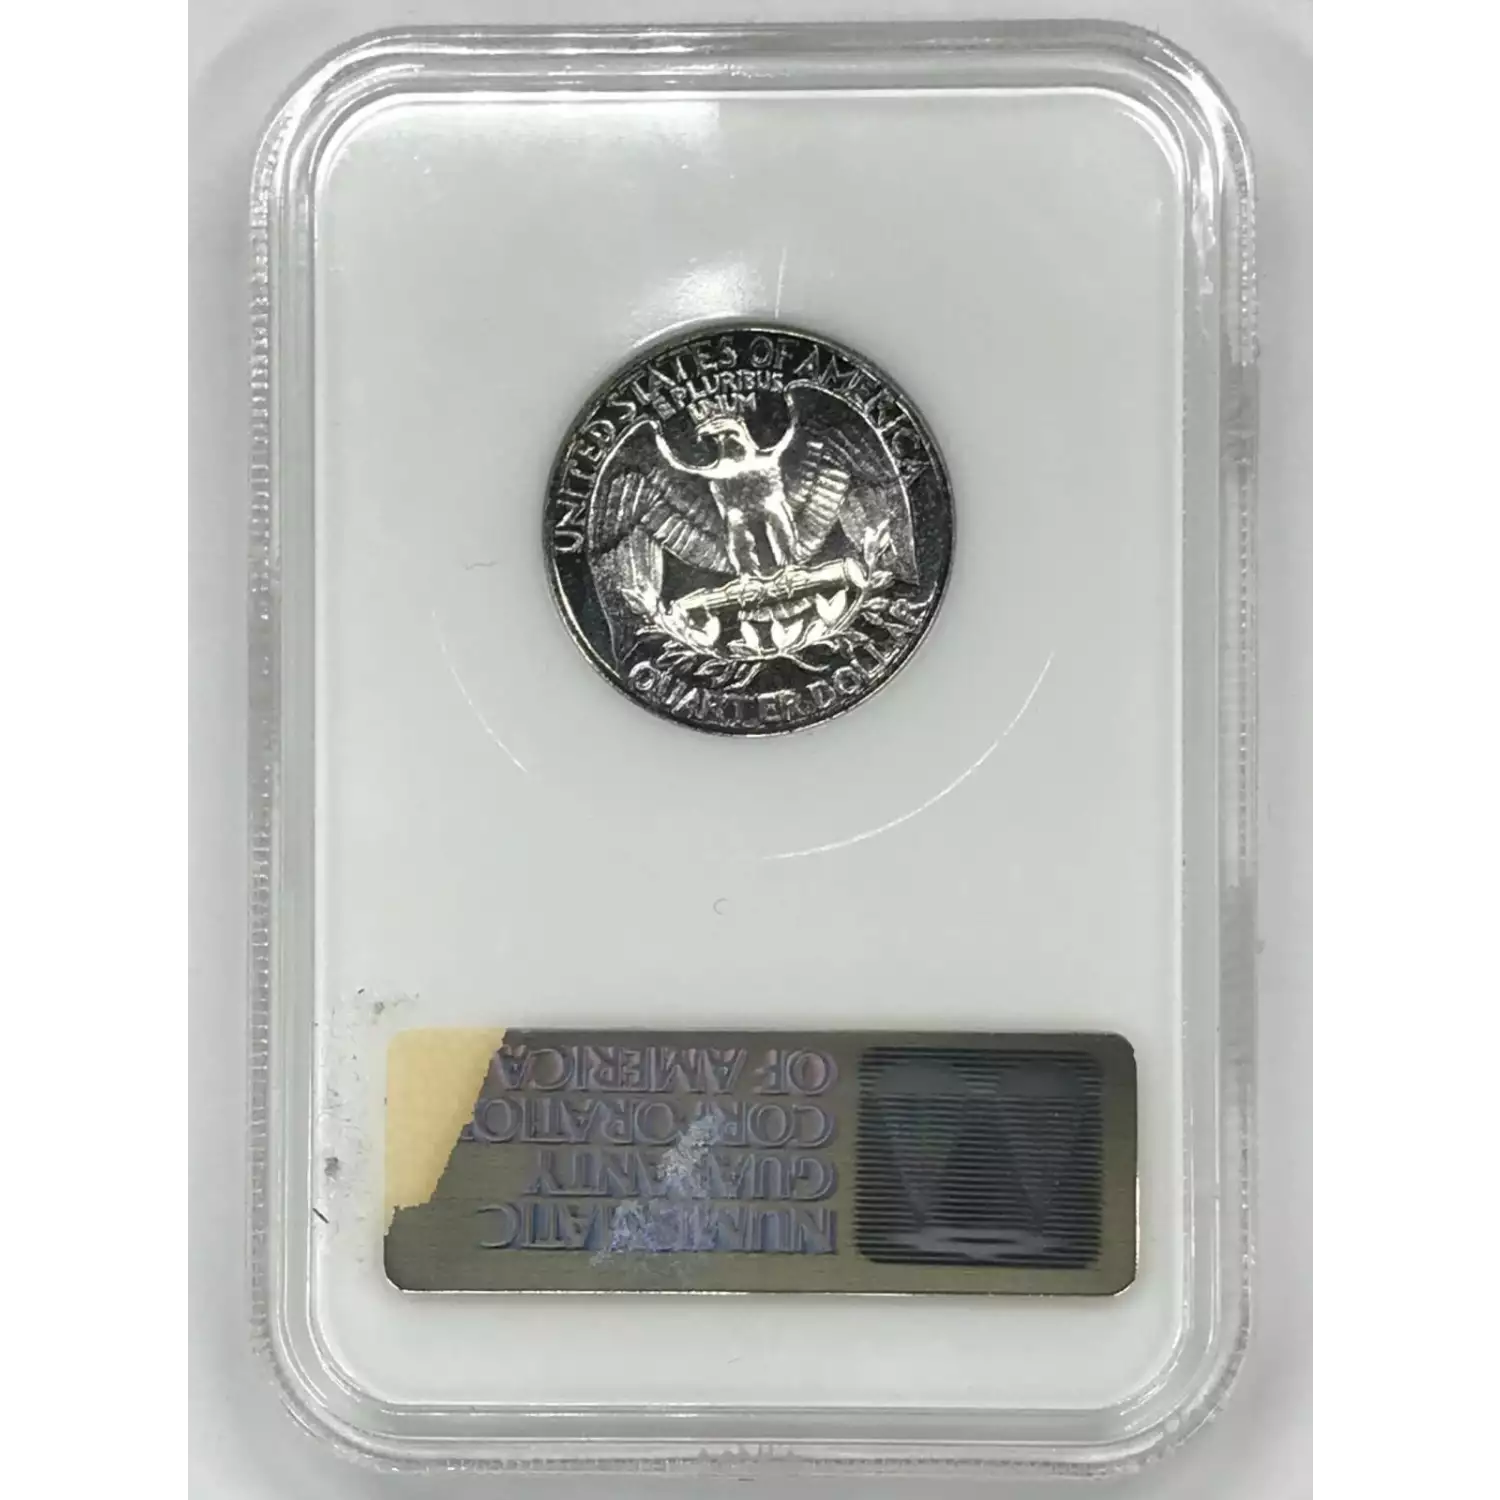 UNITED STATES OF AMERICA
E PLURIBUS
UNUM
QUARTER DOLLAR
NUMISMATIC
GUARANTY
CORPORATION
OF AMERICA